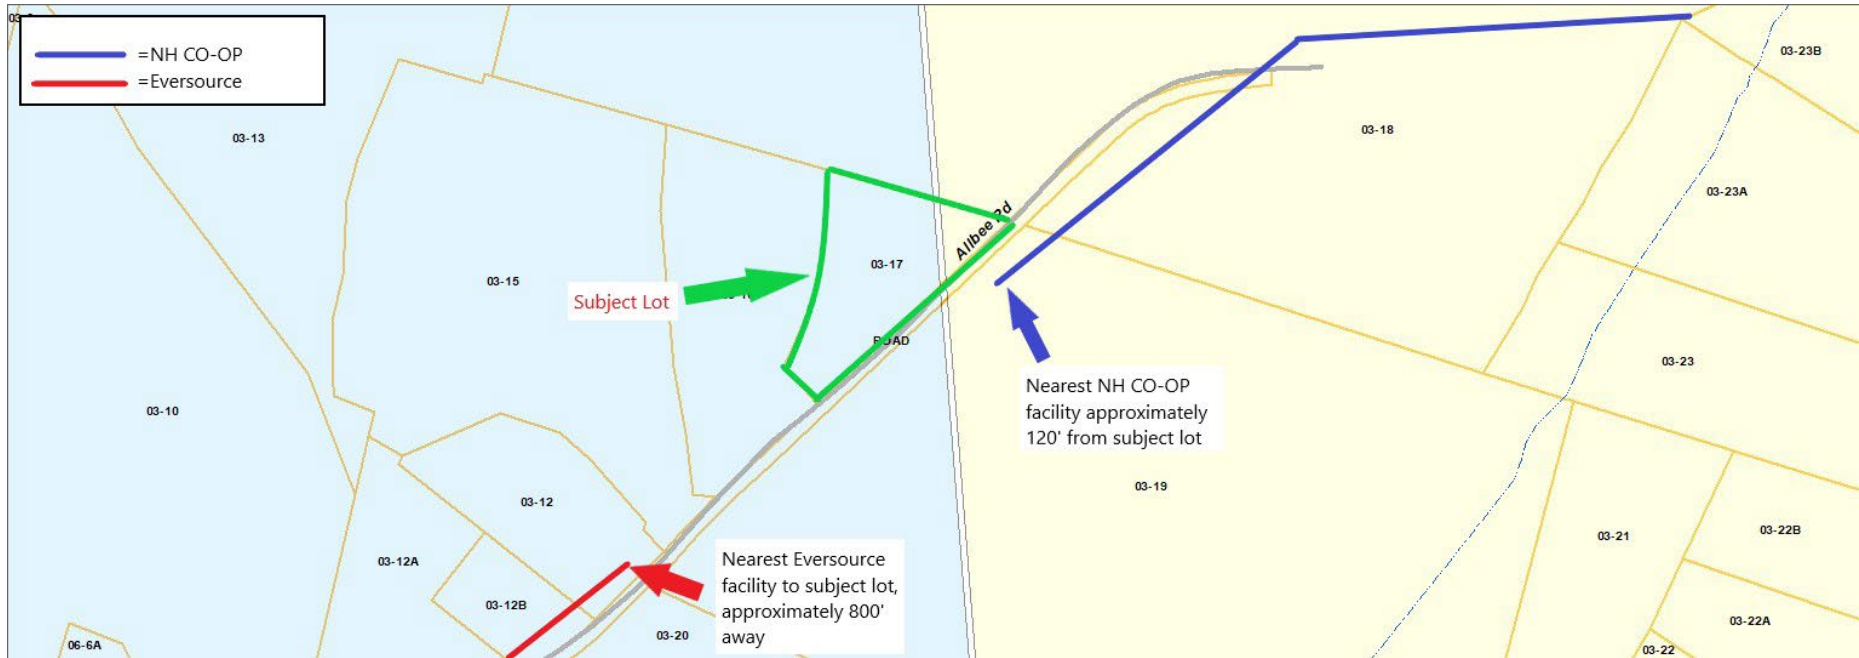 =NH CO-OP
=Eversource
03-23B
03-13
03-18
03-23A
Allbee Rd
03-17
03-15
Subject Lot
ROAD
03-23
Nearest NH CO-OP
facility approximately
120' from subject lot
03-10
03-19
03-12
03-22B
03-21
03-12A
Nearest Eversource
facility to subject lot,
approximately 800'
away
03-12B
03-20
03-22A
06-6A
03-22